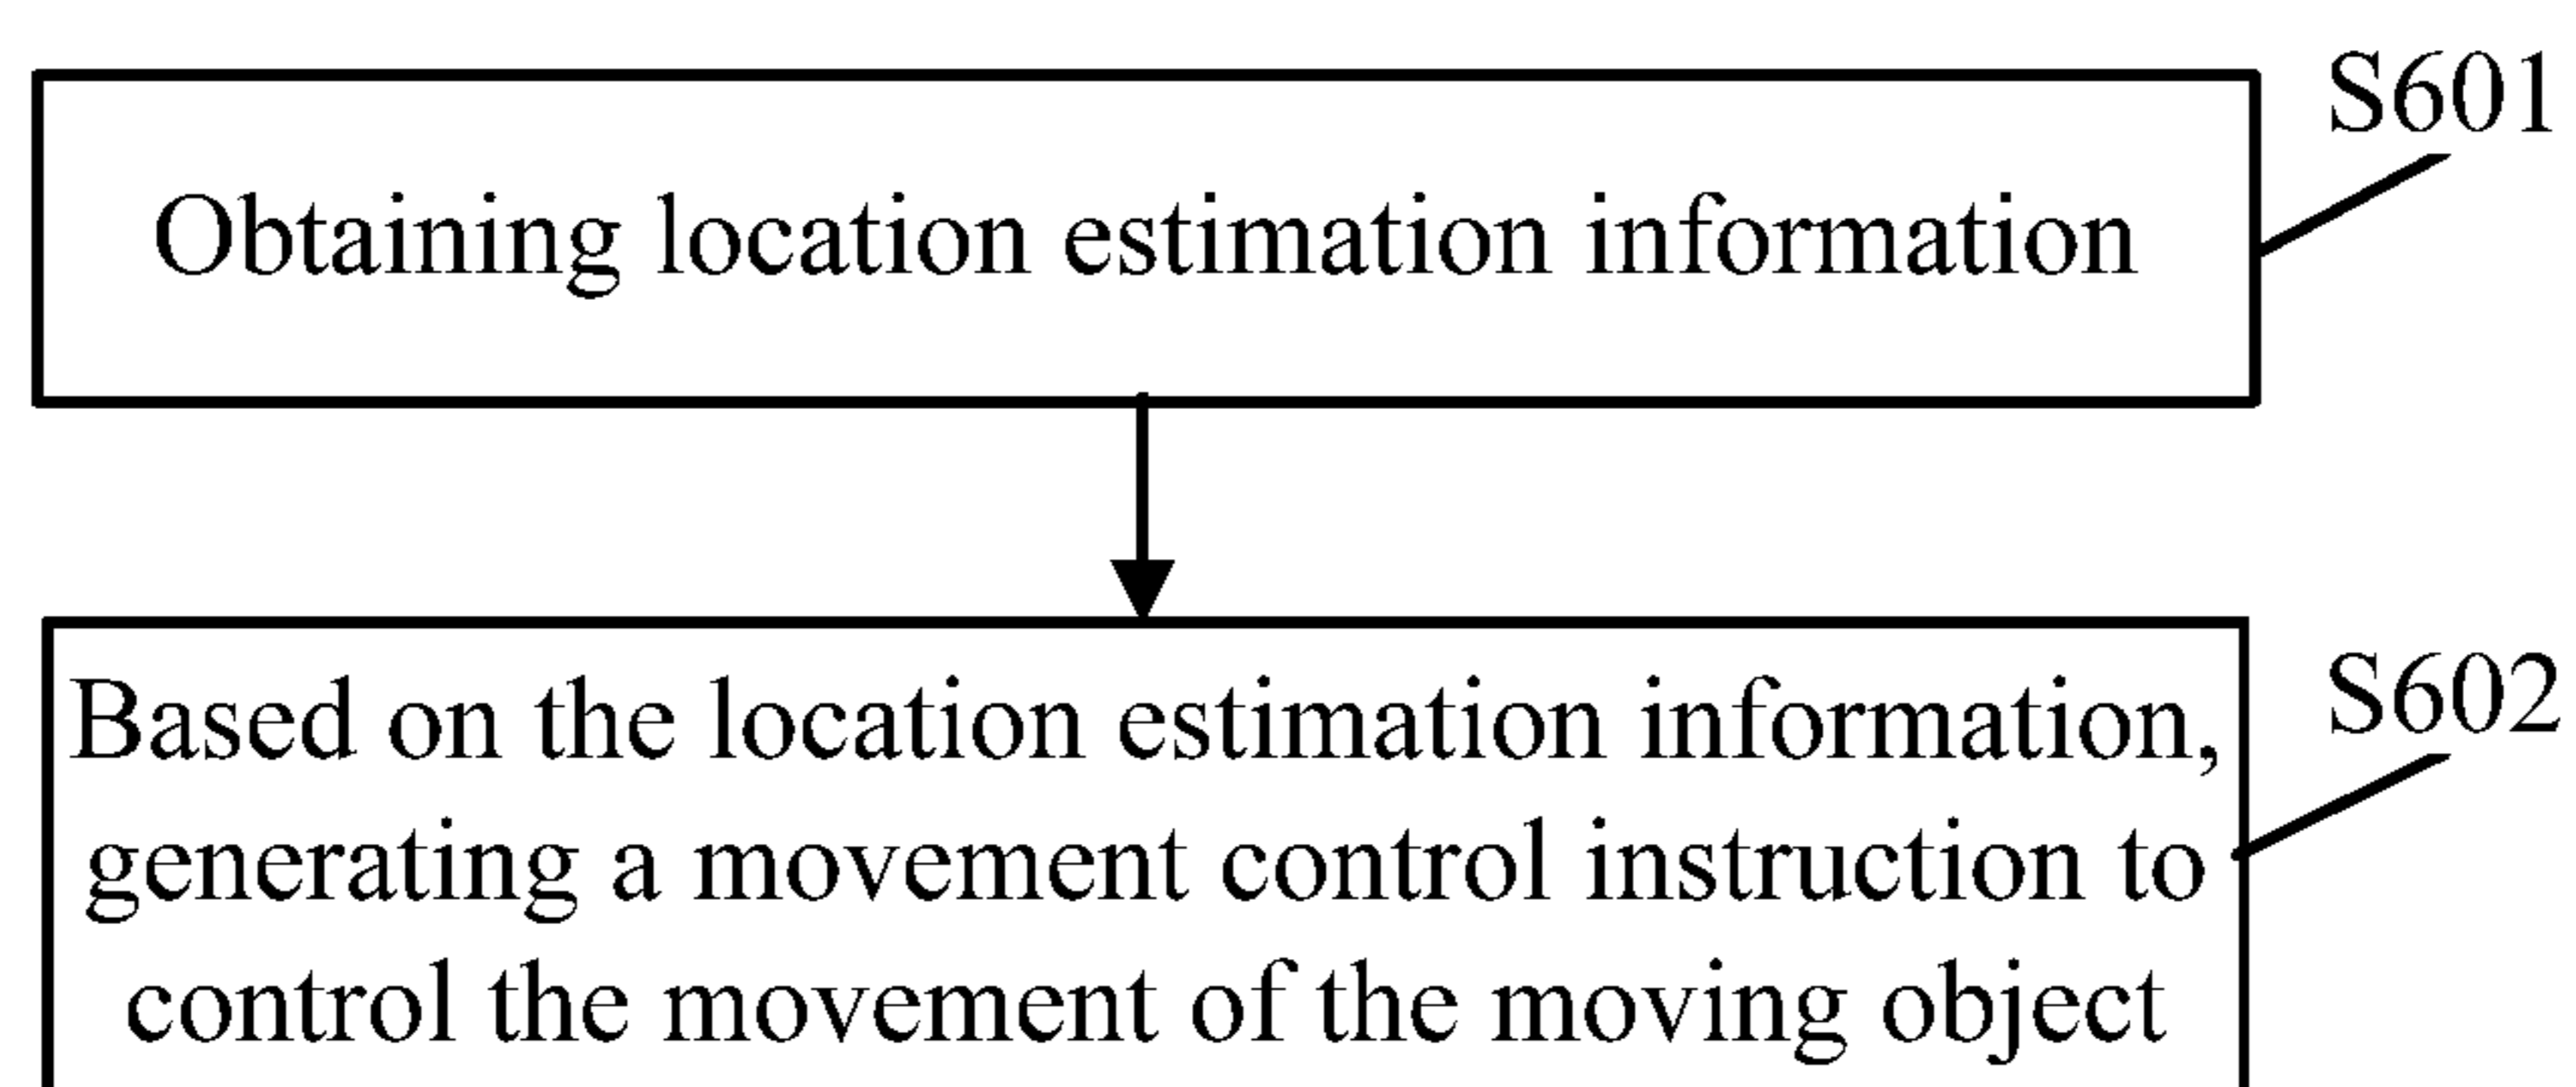 S601
Obtaining location estimation information
S602
Based on the location estimation information,
generating a movement control instruction to
control the movement of the moving object